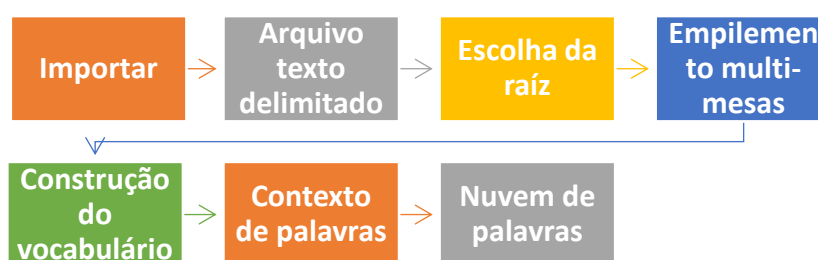 Importar
Arquivo
texto
delimitado
Escolha da
raíz
Empilemen
to multi-
mesas
Construção
do
vocabulário
Contexto
de palavras
Nuvem de
palavras